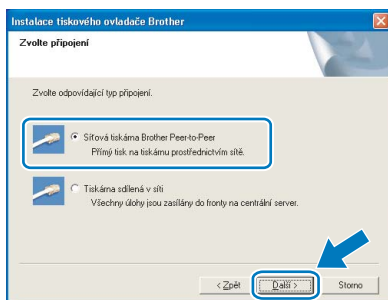 Instalace tiskového ovladače Brother
Zvolte připojení
Zvolte odpovídající typ připojení.
Síťová tiskárna Brother Peer-to-Peer
Přímý tisk na tiskárnu prostřednictvím sítě.
Tiskárna sdílená v síti
Všechny úlohy jsou zasílány do fronty na centrální server.
< Zpět
Další >
Storno